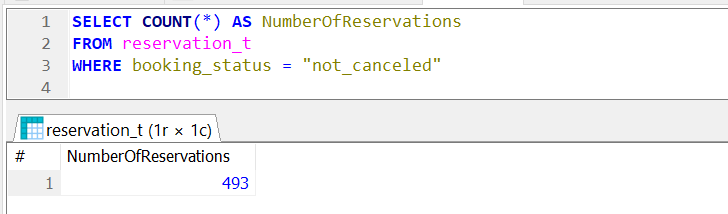 1 SELECT COUNT(*) AS NumberOfReservations
2 FROM reservation_t
3 WHERE booking_status = "not_canceled"
4
reservation_t (1r × 1c)
# NumberOfReservations
1 493